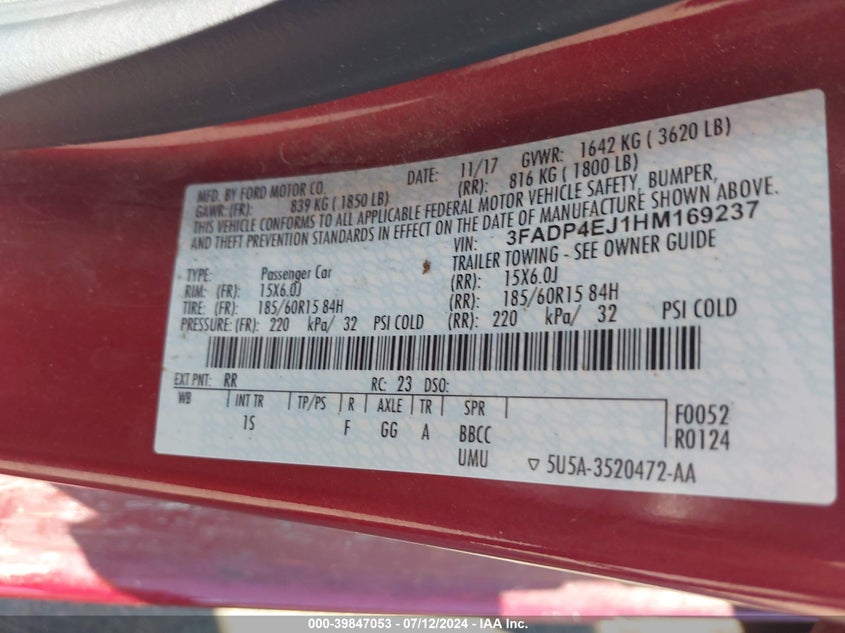 MFD. BY FORD MOTOR CO. DATE: 11/17 GVWR: 1642 KG ( 3620 LB)
GAWR: (FR): 839 KG ( 1850 LB) (RR): 816 KG ( 1800 LB)
THIS VEHICLE CONFORMS TO ALL APPLICABLE FEDERAL MOTOR VEHICLE SAFETY, BUMPER,
AND THEFT PREVENTION STANDARDS IN EFFECT ON THE DATE OF MANUFACTURE SHOWN ABOVE.
VIN: 3FADP4EJ1HM169237
TYPE: Passenger Car TRAILER TOWING - SEE OWNER GUIDE
RIM: (FR): 15X6.0J (RR): 15X6.0J
TIRE: (FR): 185/60R15 84H (RR): 185/60R15 84H
PRESSURE: (FR): 220 kPa/ 32 PSI COLD (RR): 220 kPa/ 32 PSI COLD
EXT PNT: RR RC: 23 DSO:
WB INT TR TP/PS R AXLE TR SPR F0052
1S F GG A BBCC R0124
UMU ▽ 5U5A-3520472-AA
000-39847053 - 07/12/2024 - IAA Inc.